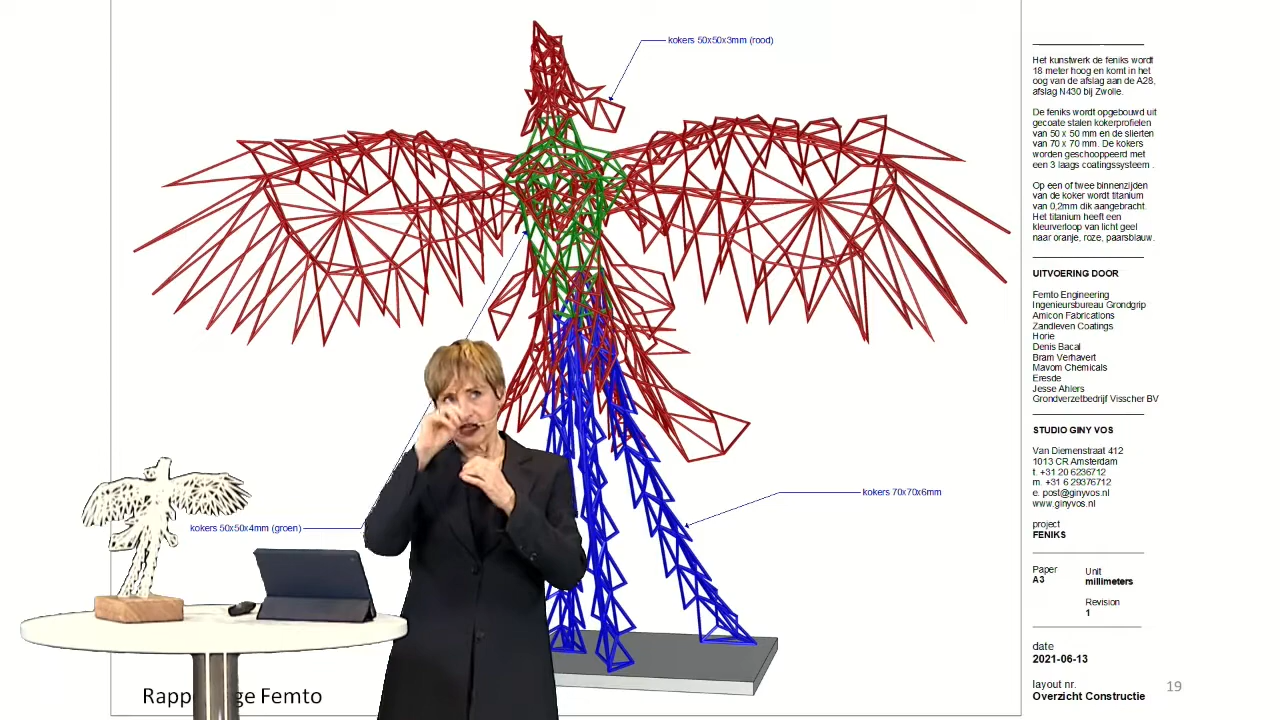 kokers 50x50x3mm (rood)
kokers 50x50x4mm (groen)
kokers 70x70x6mm
Het kunstwerk de feniks wordt
18 meter hoog en komt in het
oog van de afslag aan de A28,
afslag N430 bij Zwolle.
De feniks wordt opgebouwd uit
gecoate stalen kokerprofielen
van 50 x 50 mm en de slierten
van 70 x 70 mm. De kokers
worden geschooppeerd met
een 3 laags coatingssysteem .
Op een of twee binnenzijden
van de koker wordt titanium
van 0,2mm dik aangebracht.
Het titanium heeft een
kleurverloop van licht geel
naar oranje, roze, paarsblauw.
UITVOERING DOOR
Femto Engineering
Ingenieursbureau Grondgrip
Amicon Fabrications
Zandleven Coatings
Horie
Denis Bacal
Bram Verhavert
Mavom Chemicals
Eresde
Jesse Ahlers
Grondverzetbedrijf Visscher BV
STUDIO GINY VOS
Van Diemenstraat 412
1013 CR Amsterdam
t. +31 20 6236712
m. +31 6 29376712
e. post@ginyvos.nl
www.ginyvos.nl
project
FENIKS
Paper
A3
Unit
millimeters
Revision
1
date
2021-06-13
layout nr.
Overzicht Constructie
19
Rapp ge Femto